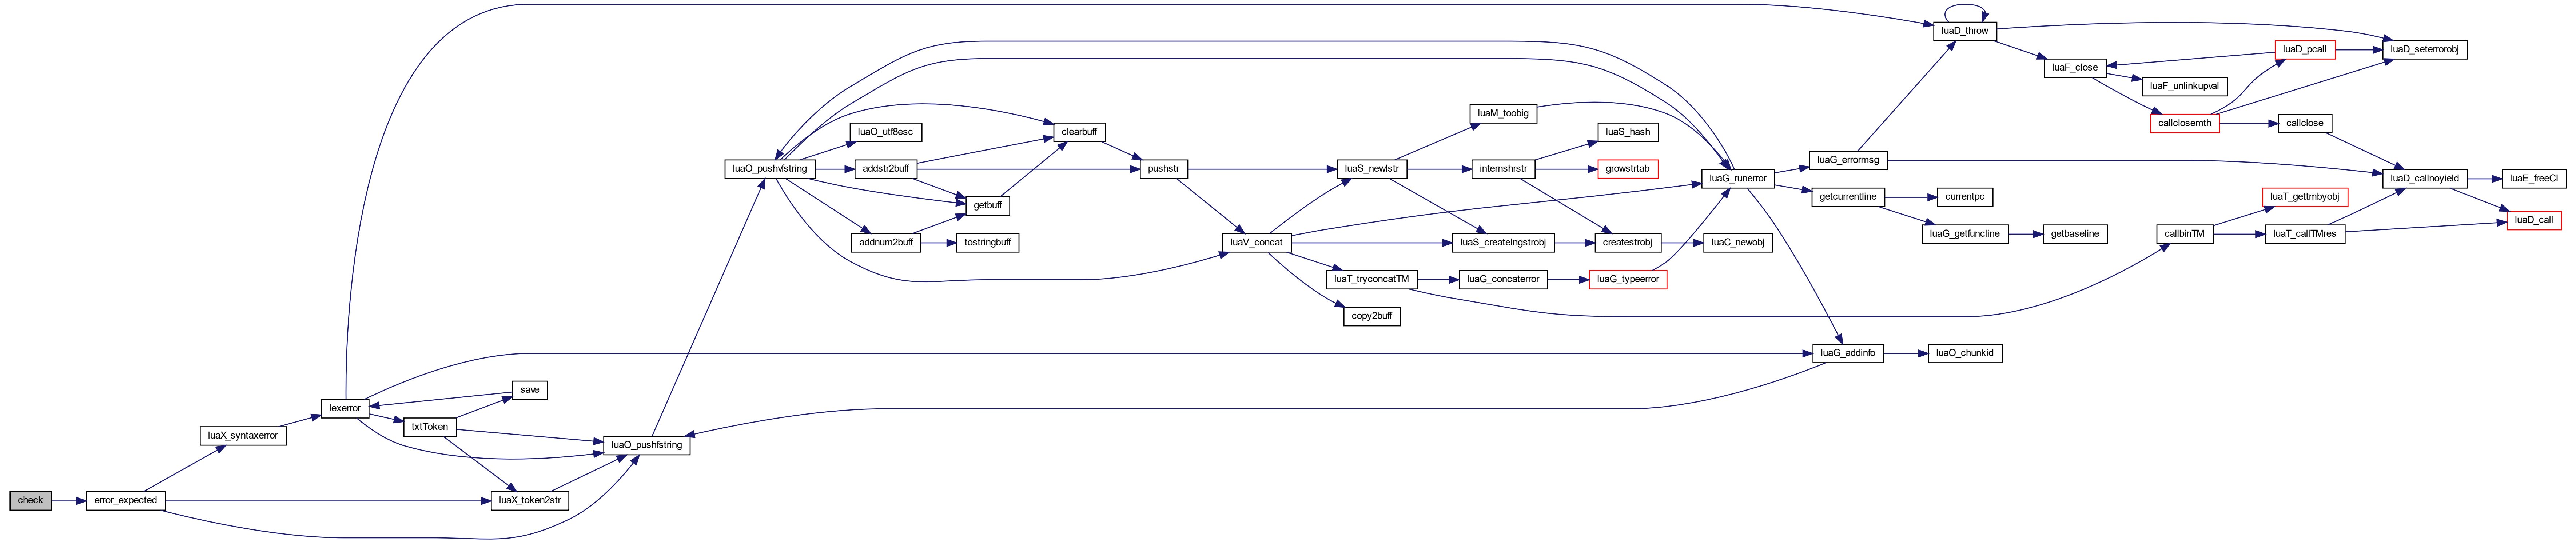 check
error_expected
luaX_syntaxerror
lexerror
txtToken
save
luaX_token2str
luaO_pushfstring
luaO_pushvfstring
luaO_utf8esc
addstr2buff
addnum2buff
clearbuff
getbuff
tostringbuff
pushstr
luaV_concat
luaS_newlstr
luaT_tryconcatTM
copy2buff
luaM_toobig
internshrstr
luaS_createlngstrobj
luaG_concaterror
luaS_hash
growstrtab
createstrobj
luaG_typeerror
luaG_runerror
luaC_newobj
luaG_errormsg
getcurrentline
luaG_addinfo
luaD_throw
currentpc
luaG_getfuncline
luaO_chunkid
luaF_close
getbaseline
luaF_unlinkupval
callclosemth
callbinTM
luaD_pcall
callclose
luaT_gettmbyobj
luaT_callTMres
luaD_seterrorobj
luaD_callnoyield
luaE_freeCI
luaD_call